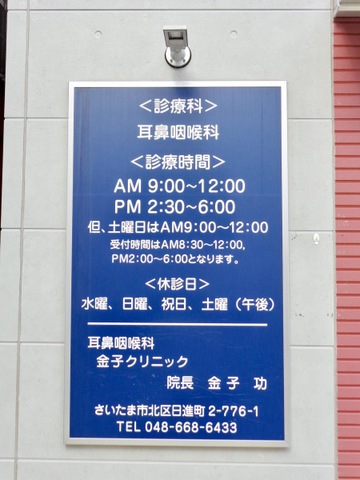 ＜診療科＞
耳鼻咽喉科
＜診療時間＞
AM 9:00～12:00
PM 2:30～6:00
但、土曜日はAM9:00～12:00
受付時間はAM8:30～12:00,
PM2:00～6:00となります。
＜休診日＞
水曜、日曜、祝日、土曜（午後）
耳鼻咽喉科
金子クリニック
院長 金子 功
さいたま市北区日進町 2-776-1
TEL 048-668-6433